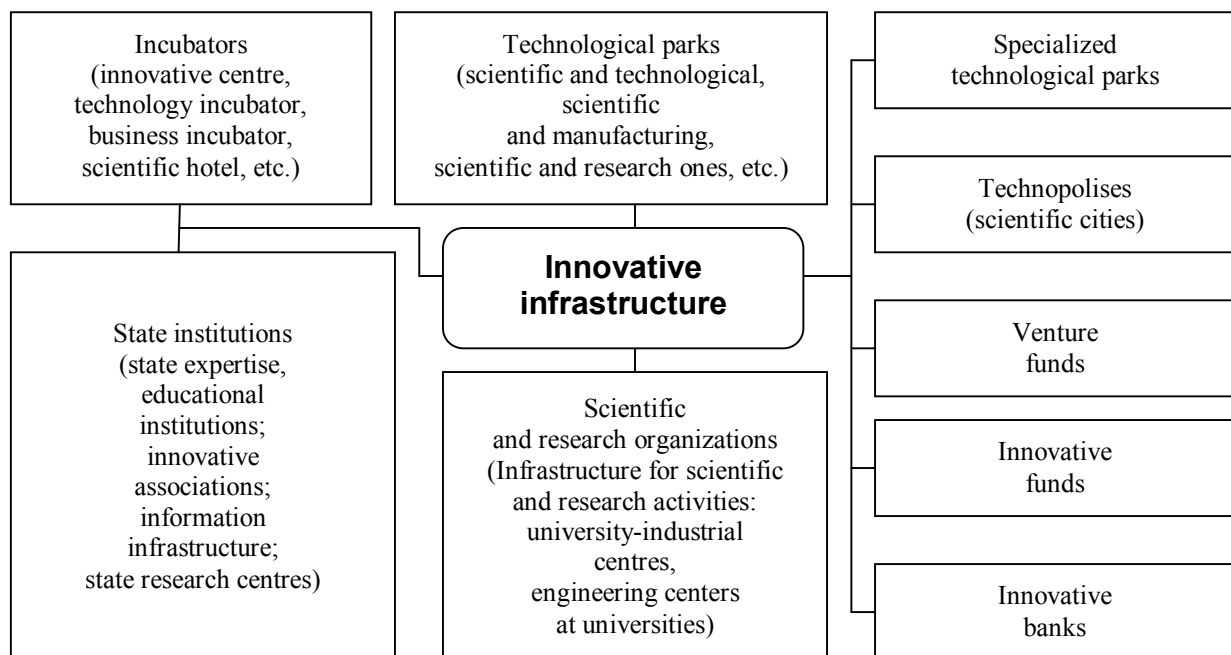 Incubators
(innovative centre,
technology incubator,
business incubator,
scientific hotel, etc.)
Technological parks
(scientific and technological,
scientific
and manufacturing,
scientific and research ones, etc.)
Specialized
technological parks
Technopolises
(scientific cities)
Innovative
infrastructure
State institutions
(state expertise,
educational
institutions;
innovative
associations;
information
infrastructure;
state research centres)
Scientific
and research organizations
(Infrastructure for scientific
and research activities:
university-industrial
centres,
engineering centers
at universities)
Venture
funds
Innovative
funds
Innovative
banks